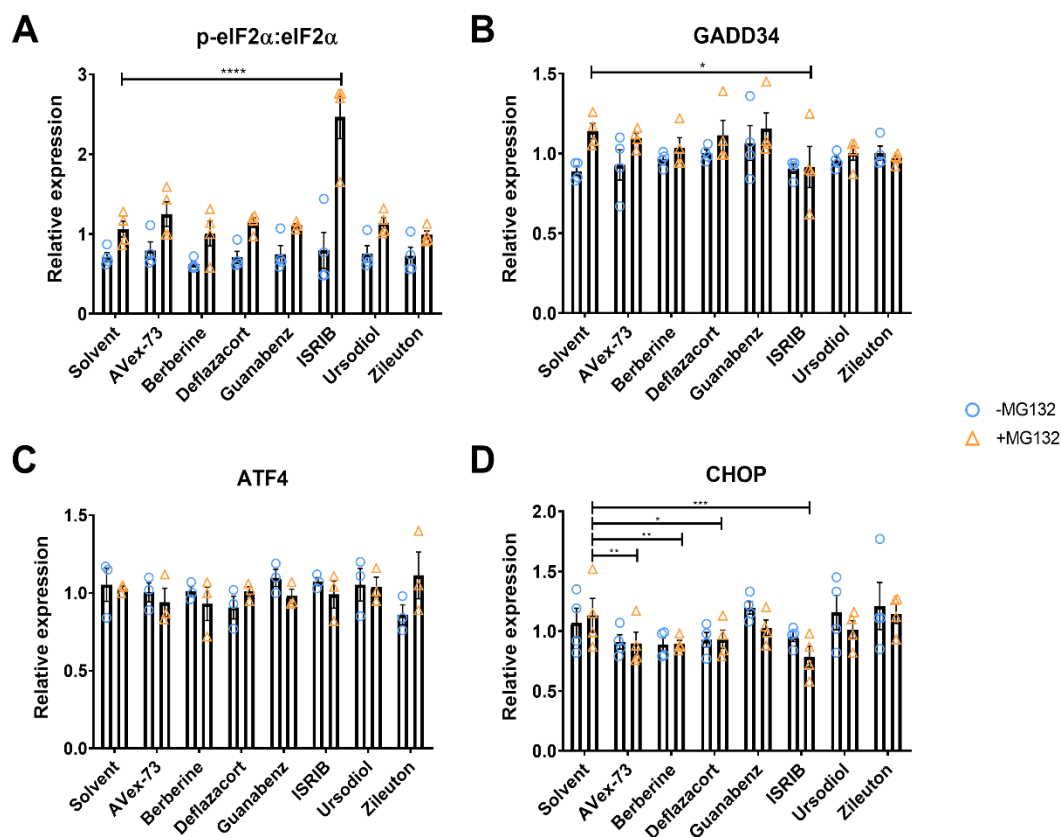 A
p-eIF2α:eIF2α
Relative expression
3
2
1
0
****
Solvent
AVex-73
Berberine
Deflazacort
Guanabenz
ISRIB
Ursodiol
Zileuton
B
GADD34
Relative expression
1.5
1.0
0.5
0.0
*
Solvent
AVex-73
Berberine
Deflazacort
Guanabenz
ISRIB
Ursodiol
Zileuton
-MG132
+MG132
C
ATF4
Relative expression
1.5
1.0
0.5
0.0
Solvent
AVex-73
Berberine
Deflazacort
Guanabenz
ISRIB
Ursodiol
Zileuton
D
CHOP
Relative expression
2.0
1.5
1.0
0.5
0.0
***
*
**
**
Solvent
AVex-73
Berberine
Deflazacort
Guanabenz
ISRIB
Ursodiol
Zileuton